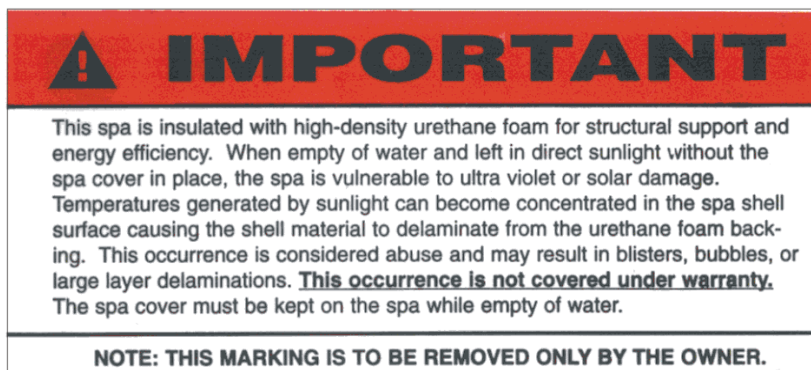 IMPORTANT
This spa is insulated with high-density urethane foam for structural support and
energy efficiency. When empty of water and left in direct sunlight without the
spa cover in place, the spa is vulnerable to ultra violet or solar damage.
Temperatures generated by sunlight can become concentrated in the spa shell
surface causing the shell material to delaminate from the urethane foam back-
ing. This occurrence is considered abuse and may result in blisters, bubbles, or
large layer delaminations. This occurrence is not covered under warranty.
The spa cover must be kept on the spa while empty of water.
NOTE: THIS MARKING IS TO BE REMOVED ONLY BY THE OWNER.